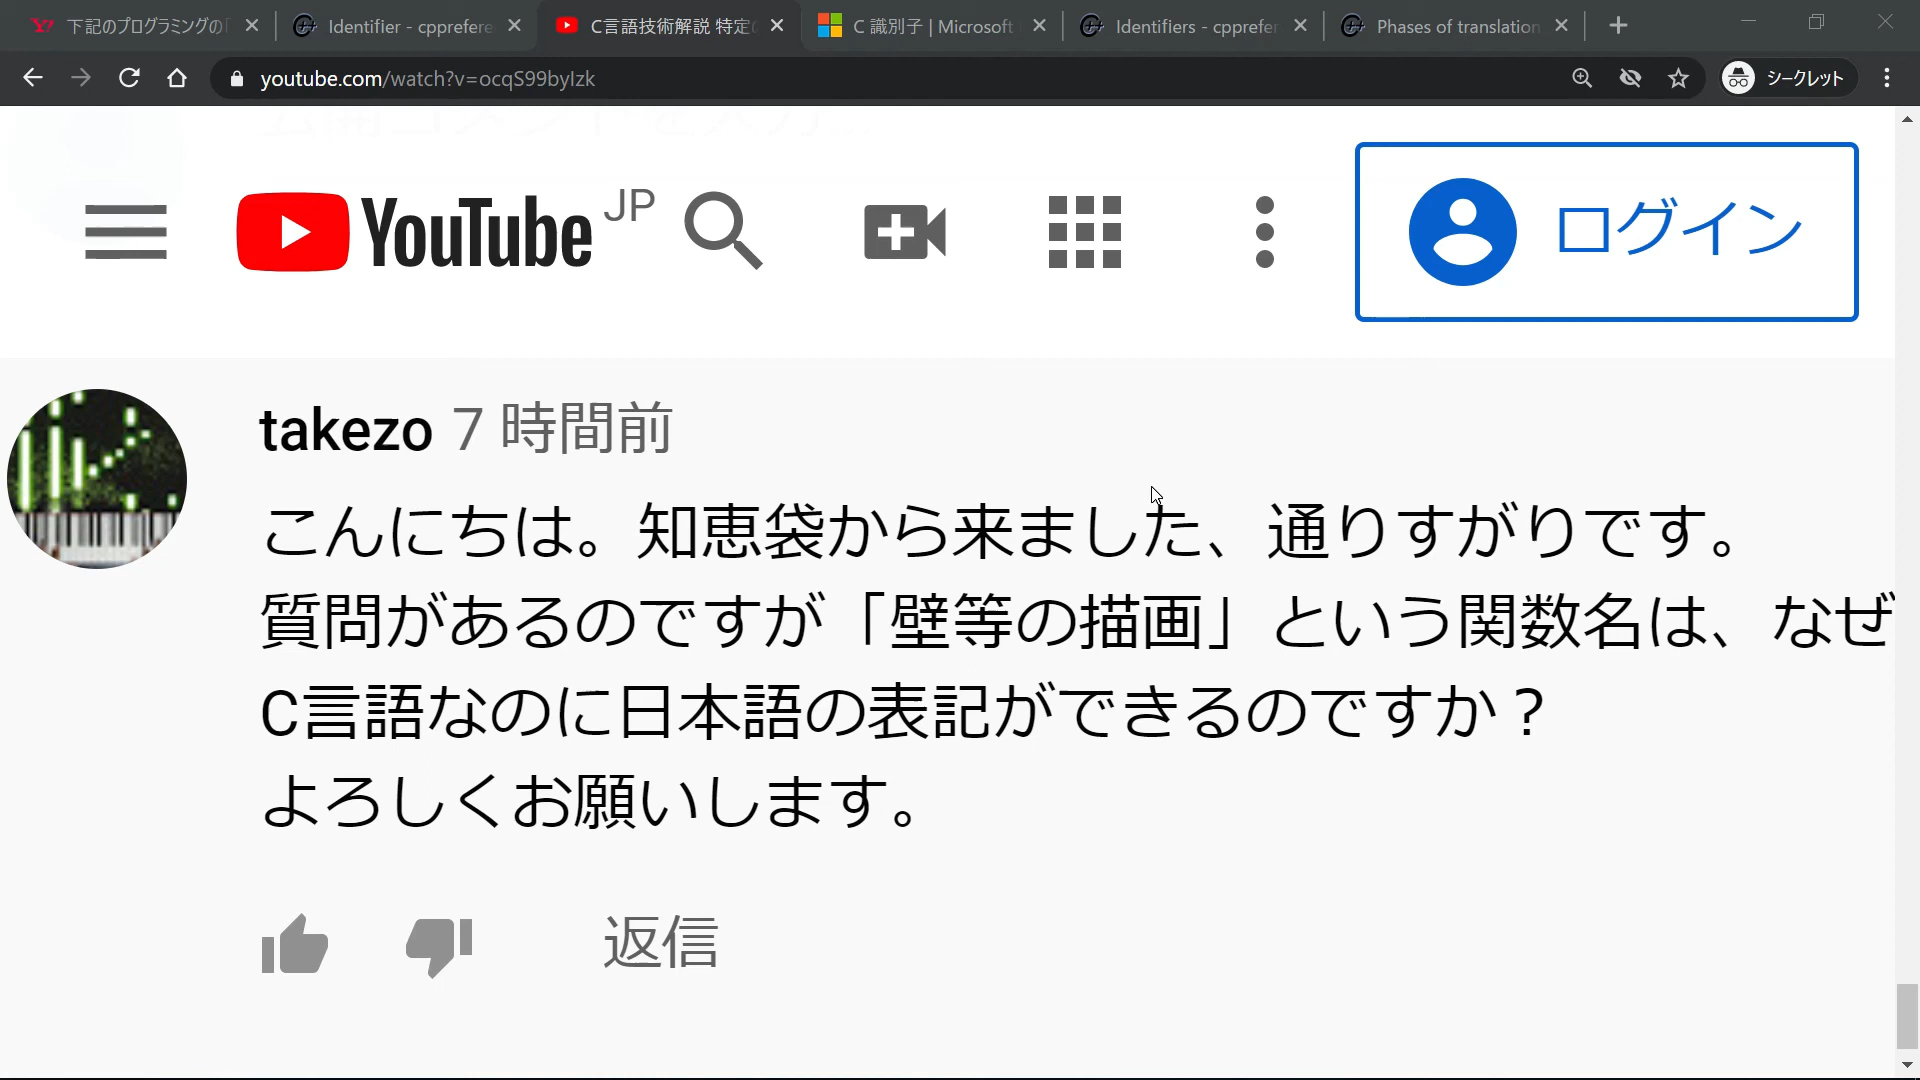 下記のプログラミングの
Identifier - cpprefere
C言語技術解説 特定
C 識別子 | Microsoft
Identifiers - cpprefer
Phases of translation
youtube.com/watch?v=ocqS99bylzk
シークレット
YouTube JP
ログイン
takezo 7 時間前
こんにちは。知恵袋から来ました、通りすがりです。
質問があるのですが「壁等の描画」という関数名は、なぜ
C言語なのに日本語の表記ができるのですか？
よろしくお願いします。
返信